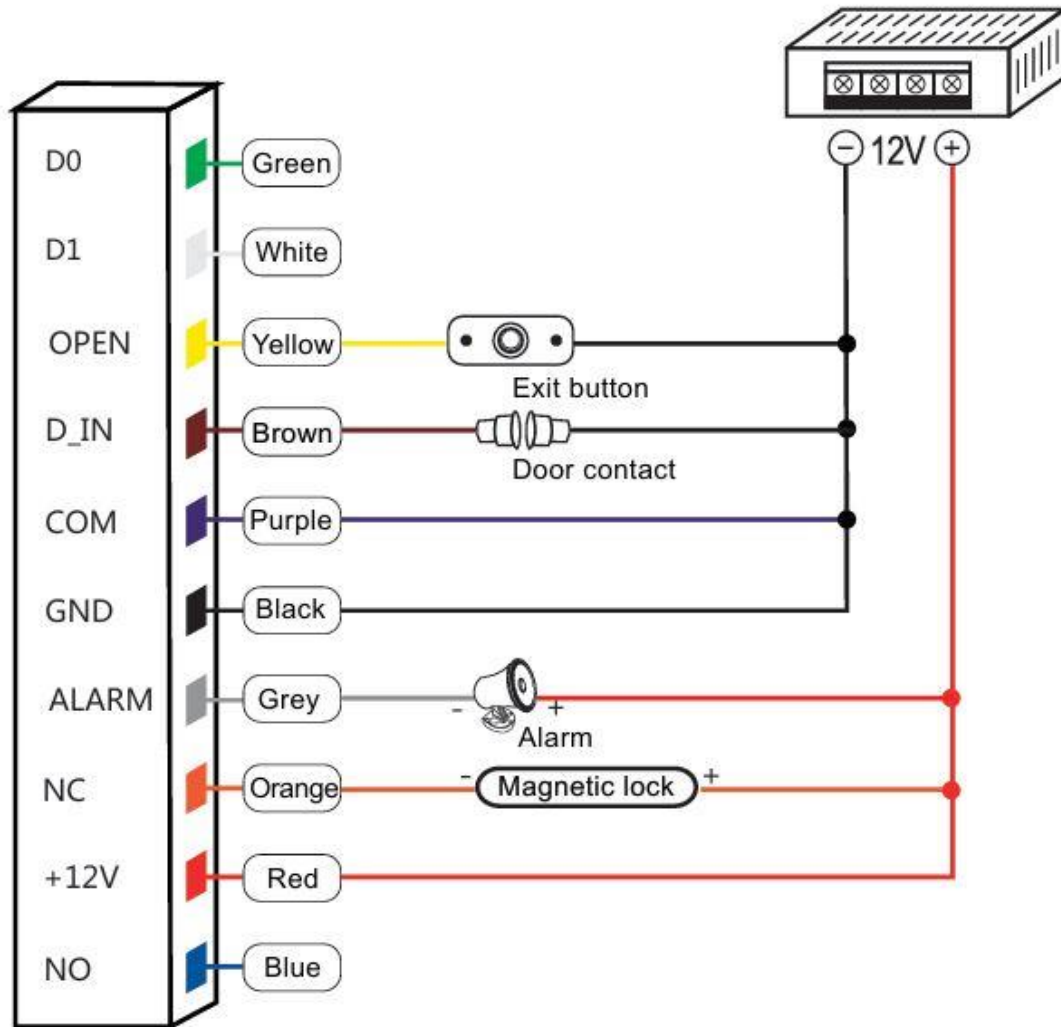 − 12V +
D0 Green
D1 White
OPEN Yellow
Exit button
D_IN Brown
Door contact
COM Purple
GND Black
ALARM Grey - +
Alarm
NC Orange - Magnetic lock +
+12V Red
NO Blue